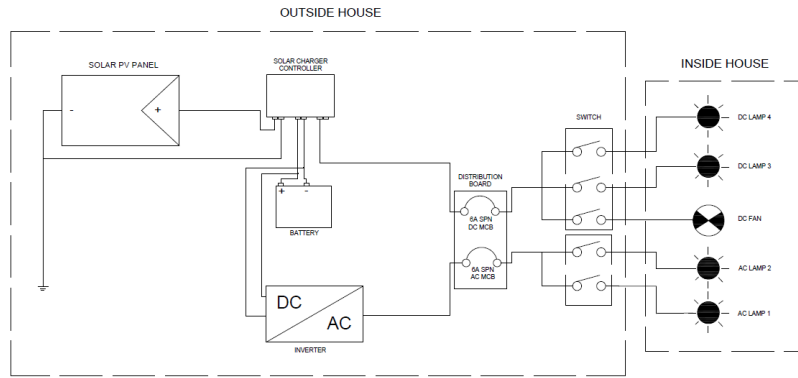 OUTSIDE HOUSE
INSIDE HOUSE
SOLAR PV PANEL
-
+
SOLAR CHARGER
CONTROLLER
SWITCH
DC LAMP 4
DC LAMP 3
DISTRIBUTION
BOARD
+ -
BATTERY
6A SPN
DC MCB
DC FAN
6A SPN
AC MCB
AC LAMP 2
DC
AC
INVERTER
AC LAMP 1